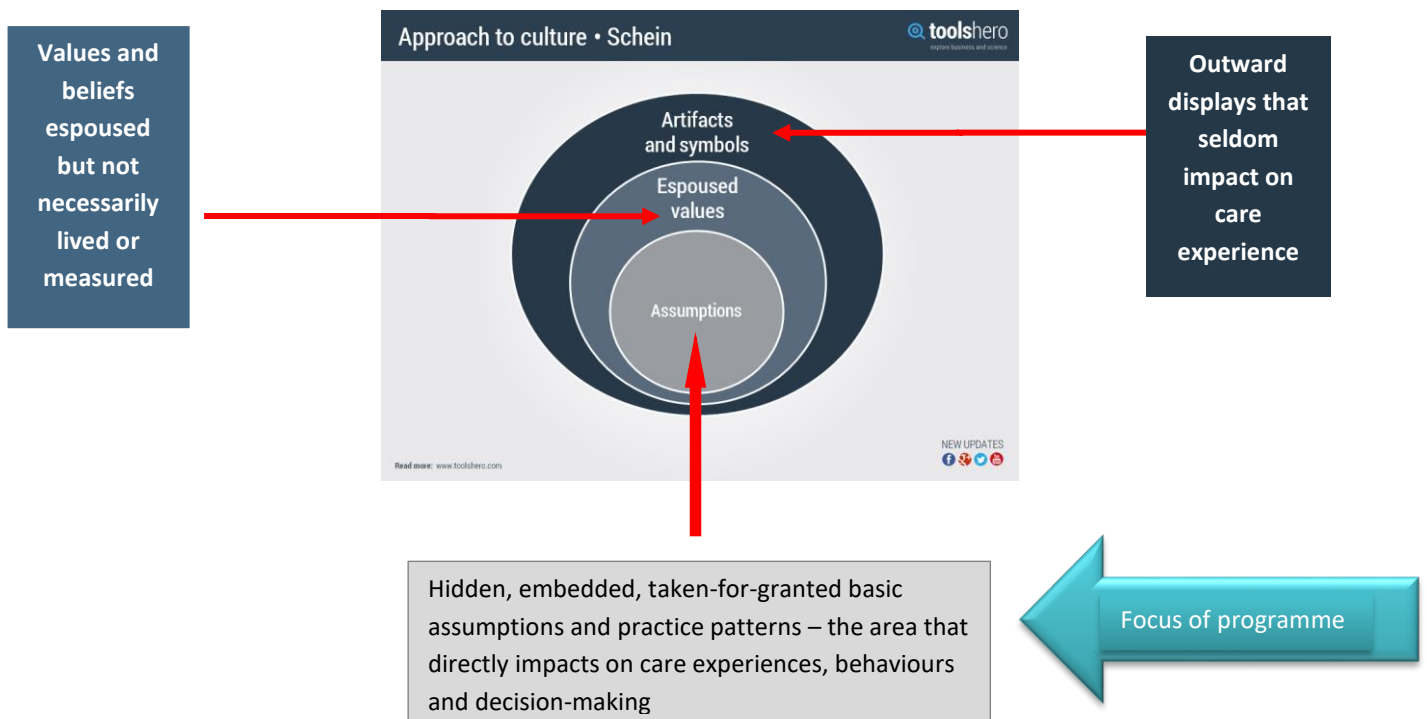 Approach to culture • Schein
toolshero
explore business and science
Values and
beliefs
espoused
but not
necessarily
lived or
measured
Artifacts
and symbols
Espoused
values
Assumptions
Outward
displays that
seldom
impact on
care
experience
NEW UPDATES
Read more: www.toolshero.com
Hidden, embedded, taken-for-granted basic
assumptions and practice patterns – the area that
directly impacts on care experiences, behaviours
and decision-making
Focus of programme